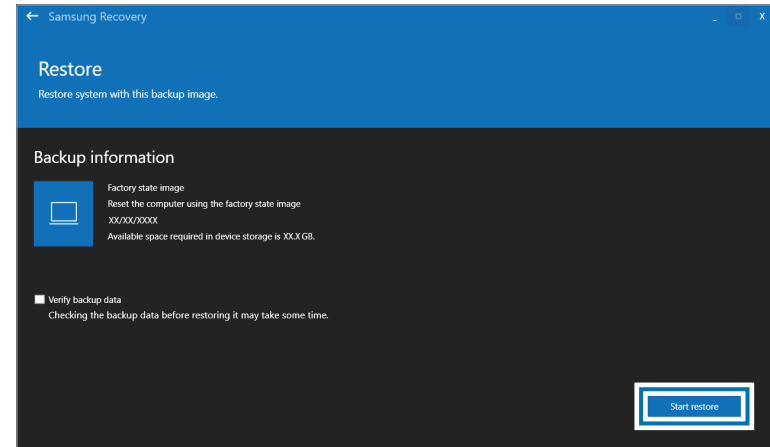 Samsung Recovery
Restore
Restore system with this backup image.
Backup information
Factory state image
Reset the computer using the factory state image
XX/XX/XXXX
Available space required in device storage is XX.X GB.
Verify backup data
Checking the backup data before restoring it may take some time.
Start restore